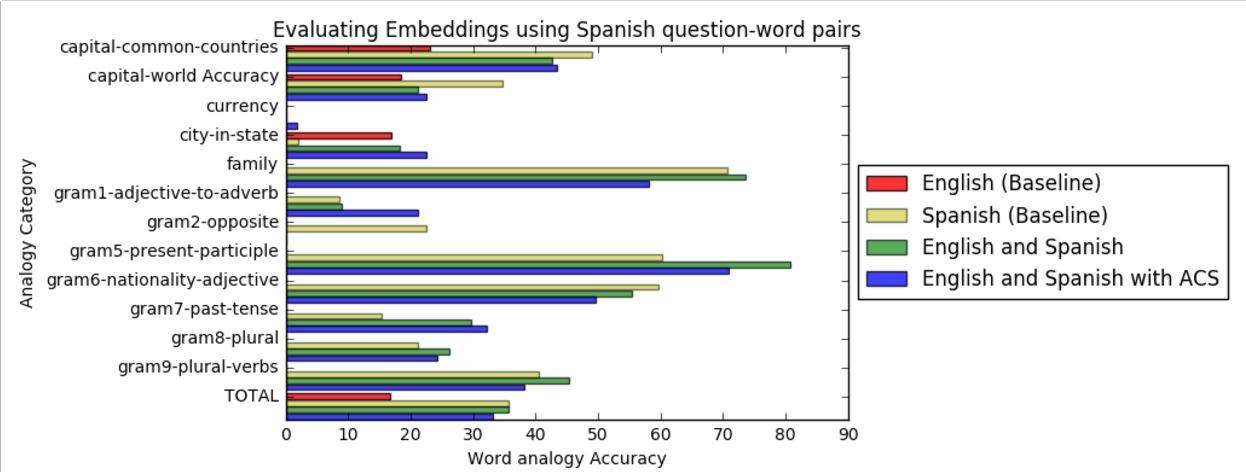 Evaluating Embeddings using Spanish question-word pairs
capital-common-countries
capital-world Accuracy
currency
city-in-state
family
gram1-adjective-to-adverb
gram2-opposite
gram5-present-participle
gram6-nationality-adjective
gram7-past-tense
gram8-plural
gram9-plural-verbs
TOTAL
Analogy Category
0 10 20 30 40 50 60 70 80 90
Word analogy Accuracy
English (Baseline)
Spanish (Baseline)
English and Spanish
English and Spanish with ACS